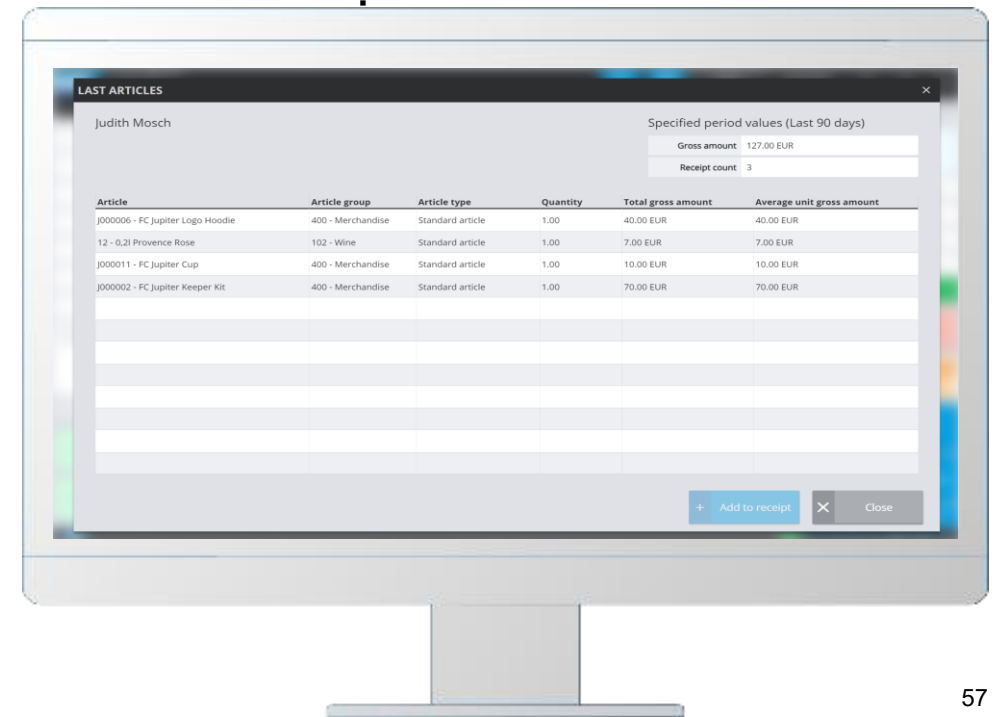 LAST ARTICLES ×
Judith Mosch
Specified period values (Last 90 days)
Gross amount 127.00 EUR
Receipt count 3
Article Article group Article type Quantity Total gross amount Average unit gross amount
J000006 - FC Jupiter Logo Hoodie 400 - Merchandise Standard article 1.00 40.00 EUR 40.00 EUR
12 - 0,2l Provence Rose 102 - Wine Standard article 1.00 7.00 EUR 7.00 EUR
J000011 - FC Jupiter Cup 400 - Merchandise Standard article 1.00 10.00 EUR 10.00 EUR
J000002 - FC Jupiter Keeper Kit 400 - Merchandise Standard article 1.00 70.00 EUR 70.00 EUR
+ Add to receipt × Close
57